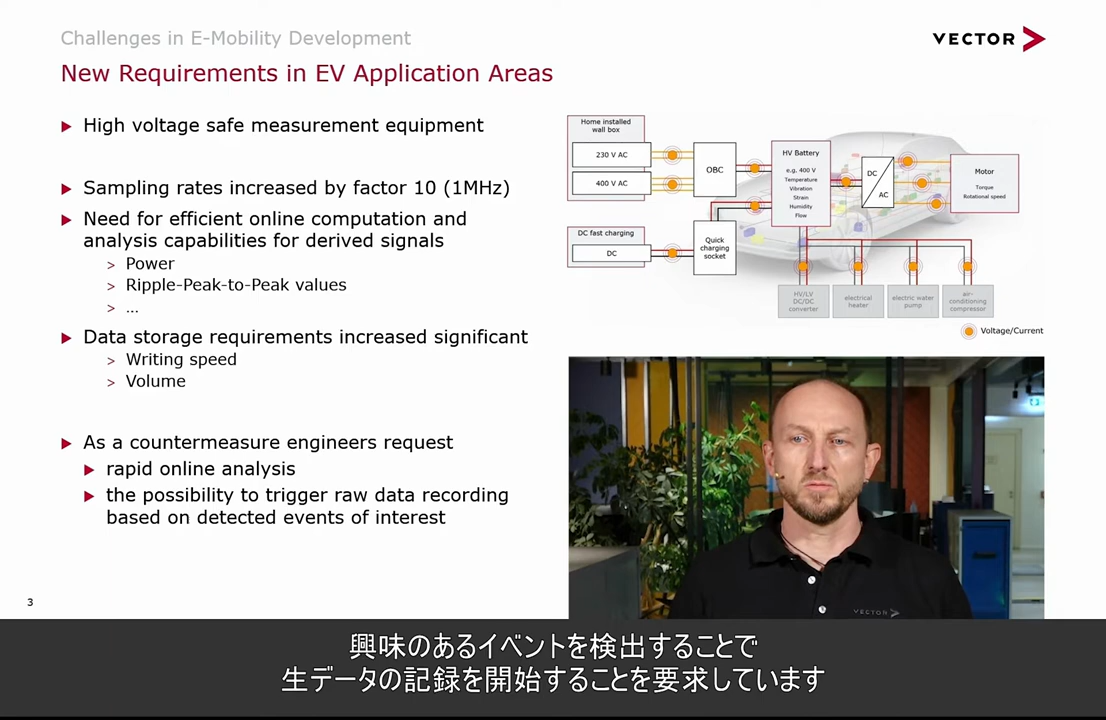 Challenges in E-Mobility Development
VECTOR
New Requirements in EV Application Areas
High voltage safe measurement equipment
Sampling rates increased by factor 10 (1MHz)
Need for efficient online computation and
analysis capabilities for derived signals
> Power
> Ripple-Peak-to-Peak values
> ...
Data storage requirements increased significant
> Writing speed
> Volume
As a countermeasure engineers request
rapid online analysis
the possibility to trigger raw data recording
based on detected events of interest
3
Home installed
wall box
230 V AC
400 V AC
DC fast charging
DC
OBC
Quick
charging
socket
HV Battery
e.g. 400 V
Temperature
Vibration
Strain
Humidity
Flow
DC
AC
Motor
Torque
Rotational speed
HV/LV
DC/DC
converter
electrical
heater
electric water
pump
air-
conditioning
compressor
Voltage/Current
VECTOR
興味のあるイベントを検出することで
生データの記録を開始することを要求しています